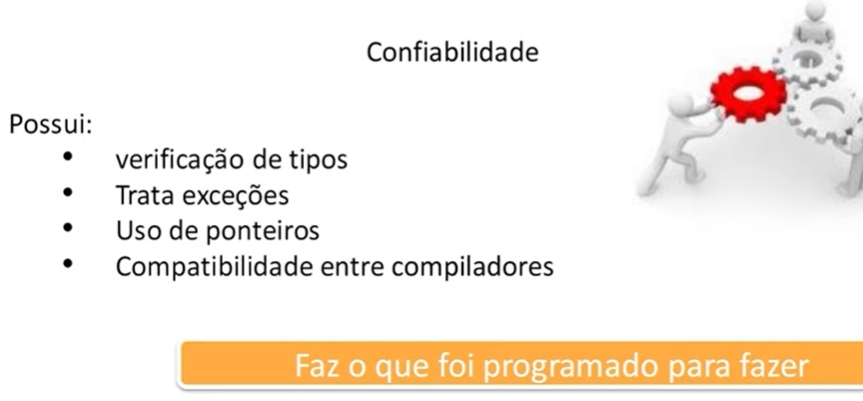 Confiabilidade
Possui:
• verificação de tipos
• Trata exceções
• Uso de ponteiros
• Compatibilidade entre compiladores
Faz o que foi programado para fazer